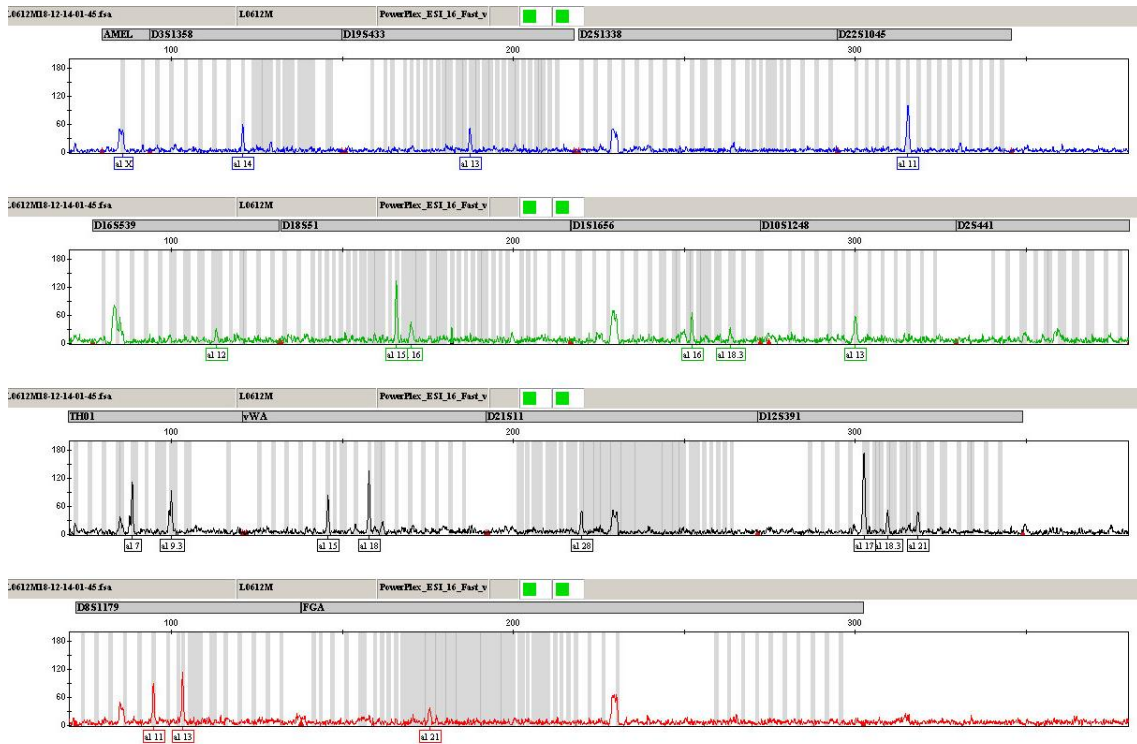 L0612M18-12-14-01-45.fsa L0612M PowerPlex_ESI_16_Fast_v
AMEL D3S1358 D19S433 D2S1338 D22S1045
100 200 300
180
120
60
0
al X al 14 al 13 al 11
L0612M18-12-14-01-45.fsa L0612M PowerPlex_ESI_16_Fast_v
D16S539 D18S51 D1S1656 D10S1248 D2S441
100 200 300
180
120
60
0
al 12 al 15 16 al 16 al 18.3 al 13
L0612M18-12-14-01-45.fsa L0612M PowerPlex_ESI_16_Fast_v
TH01 vWA D21S11 D12S391
100 200 300
180
120
60
0
al 7 al 9.3 al 15 al 18 al 28 al 17 al 18.3 al 21
L0612M18-12-14-01-45.fsa L0612M PowerPlex_ESI_16_Fast_v
D8S1179 FGA
100 200 300
180
120
60
0
al 11 al 13 al 21